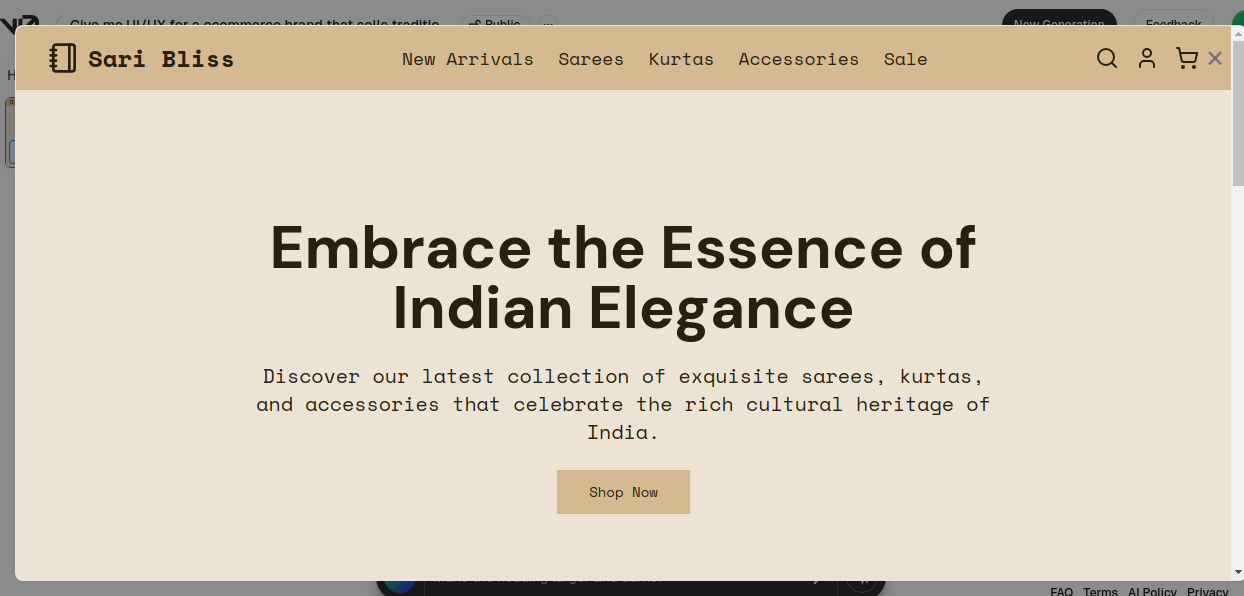 Give me UI/UX for a ecommerce brand that sells traditio
Public
New Generation
Feedback
Sari Bliss
New Arrivals Sarees Kurtas Accessories Sale
Embrace the Essence of
Indian Elegance
Discover our latest collection of exquisite sarees, kurtas,
and accessories that celebrate the rich cultural heritage of
India.
Shop Now
FAQ Terms AI Policy Privacy